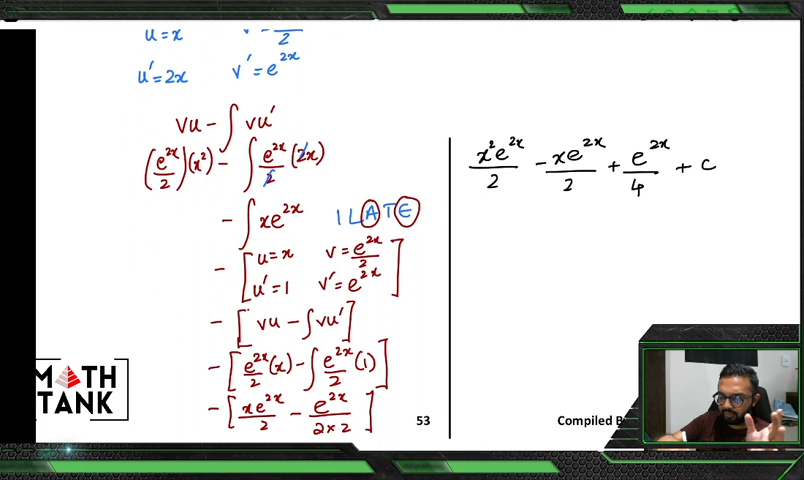 u = x v = /2
u' = 2x v' = e^{2x}
vu - ∫ vu'
(e^{2x}/2)(x²) - ∫ e^{2x}/2 (2x)
- ∫ xe^{2x} ILATE
- [ u = x v = e^{2x}/2
u' = 1 v' = e^{2x} ]
- [ vu - ∫ vu' ]
- [ e^{2x}/2 (x) - ∫ e^{2x}/2 (1) ]
- [ xe^{2x}/2 - e^{2x}/2×2 ]
x²e^{2x}/2 - xe^{2x}/2 + e^{2x}/4 + c
MATH
TANK
53
Compiled